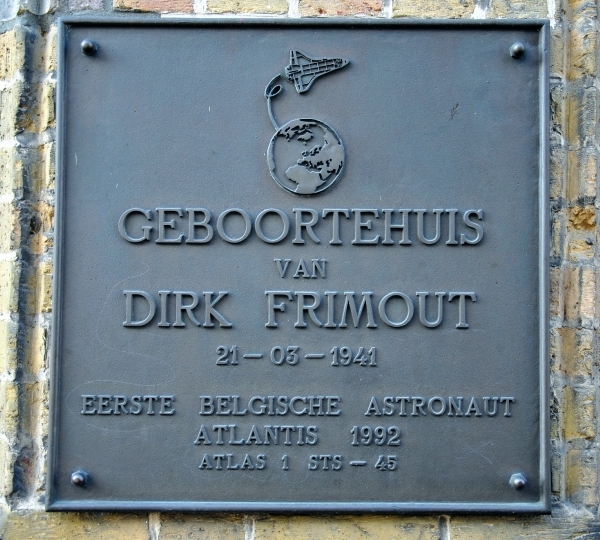 GEBOORTEHUIS
VAN
DIRK FRIMOUT
21-03-1941
EERSTE BELGISCHE ASTRONAUT
ATLANTIS 1992
ATLAS 1 STS-45